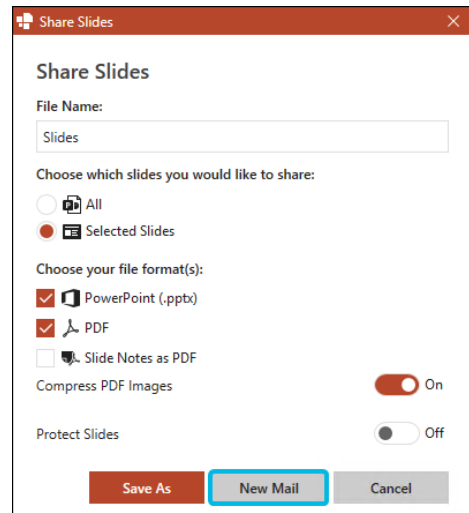 Share Slides
Share Slides
File Name:
Slides
Choose which slides you would like to share:
All
Selected Slides
Choose your file format(s):
PowerPoint (.pptx)
PDF
Slide Notes as PDF
Compress PDF Images On
Protect Slides Off
Save As New Mail Cancel